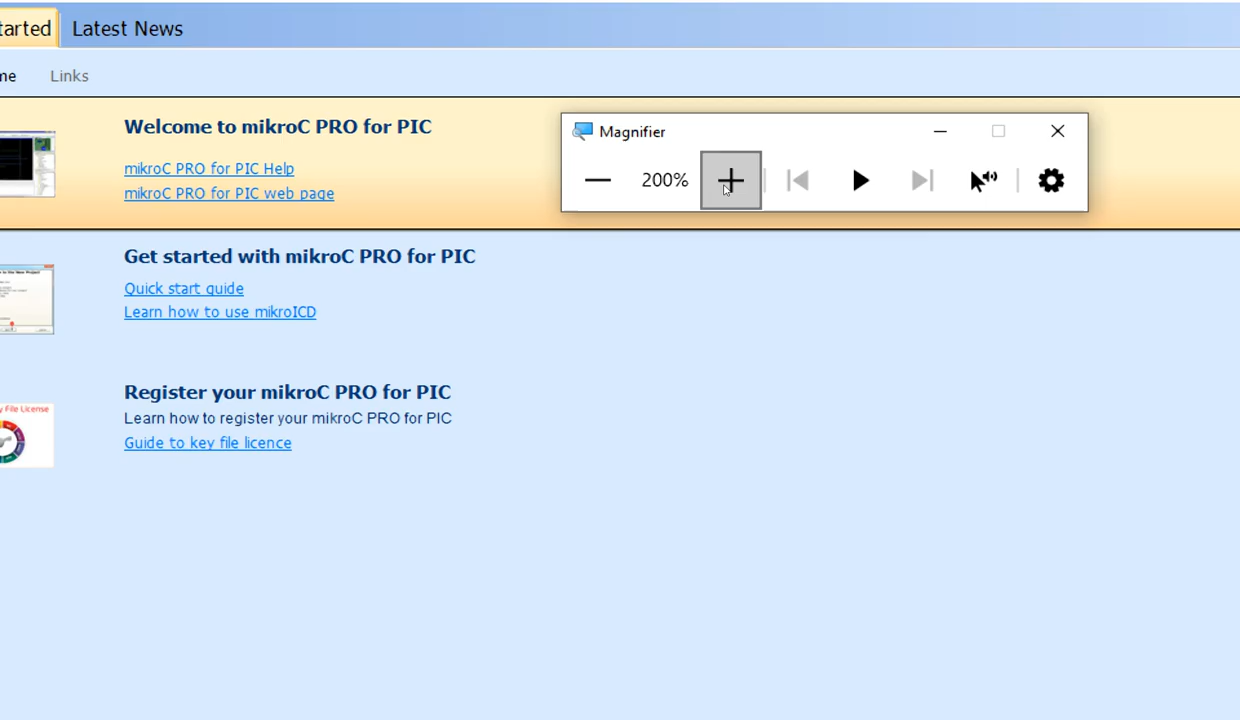 tarted Latest News
me Links
Welcome to mikroC PRO for PIC
mikroC PRO for PIC Help
mikroC PRO for PIC web page
Magnifier
200%
Get started with mikroC PRO for PIC
Quick start guide
Learn how to use mikroICD
Register your mikroC PRO for PIC
Learn how to register your mikroC PRO for PIC
Guide to key file licence
y File License